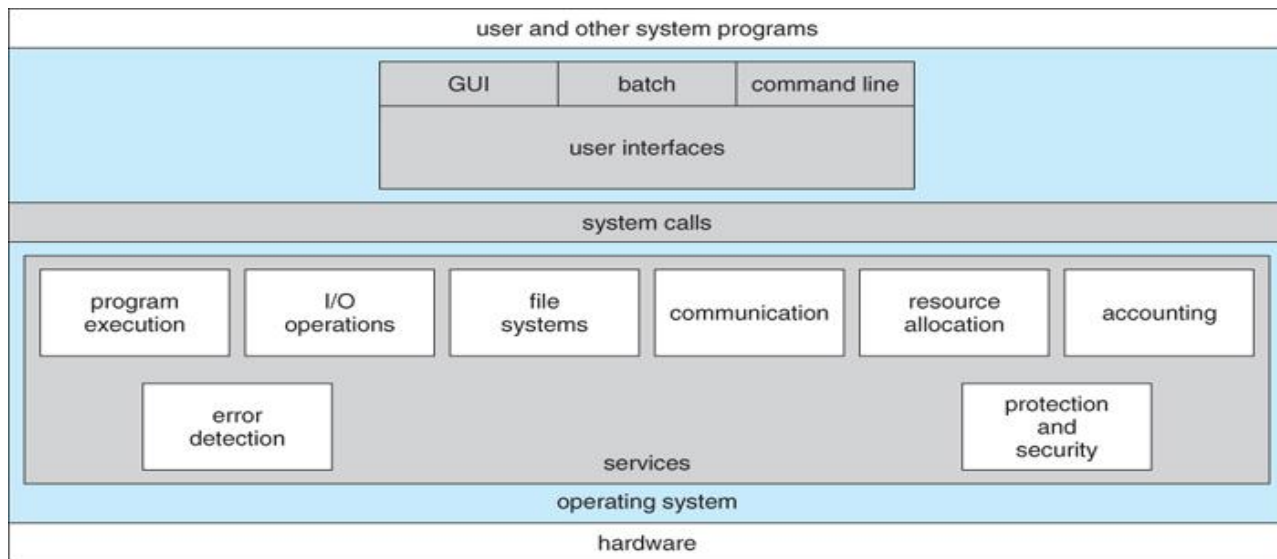 user and other system programs
GUI
batch
command line
user interfaces
system calls
program
execution
I/O
operations
file
systems
communication
resource
allocation
accounting
error
detection
protection
and
security
services
operating system
hardware